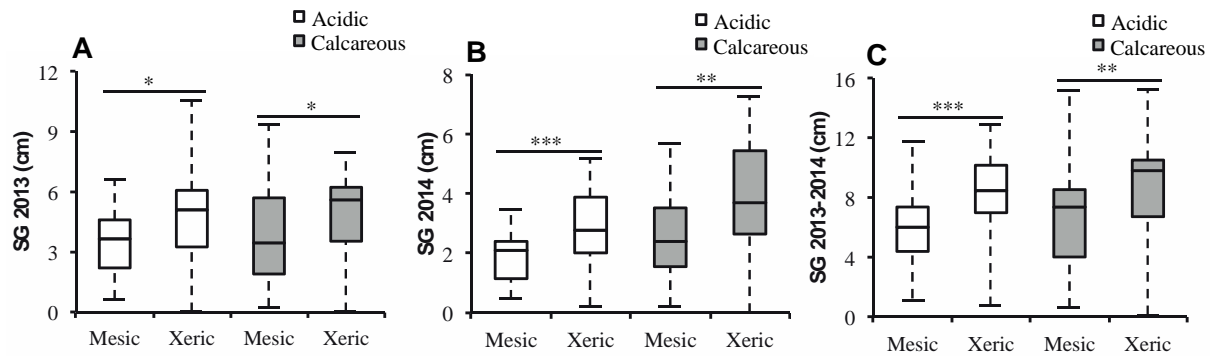 A
Acidic
Calcareous
SG 2013 (cm)
12
9
6
3
0
*
*
Mesic Xeric Mesic Xeric
B
Acidic
Calcareous
SG 2014 (cm)
8
6
4
2
0
***
**
Mesic Xeric Mesic Xeric
C
Acidic
Calcareous
SG 2013-2014 (cm)
16
12
8
4
0
***
**
Mesic Xeric Mesic Xeric